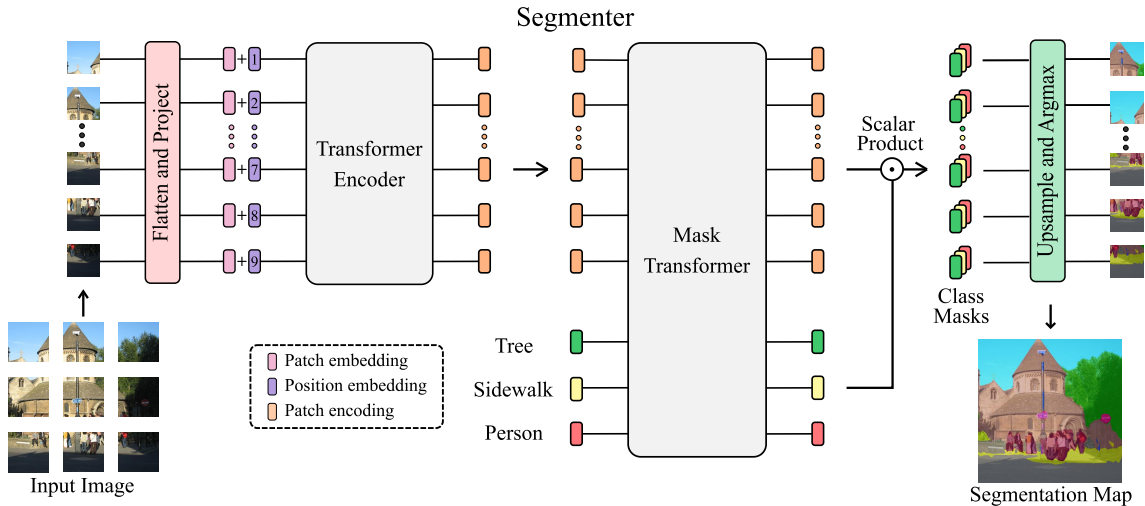 Segmenter
Flatten and Project
+ 1
+ 2
+ 7
+ 8
+ 9
Transformer
Encoder
Mask
Transformer
Scalar
Product
Class
Masks
Upsample and Argmax
Tree
Sidewalk
Person
Patch embedding
Position embedding
Patch encoding
Input Image
Segmentation Map